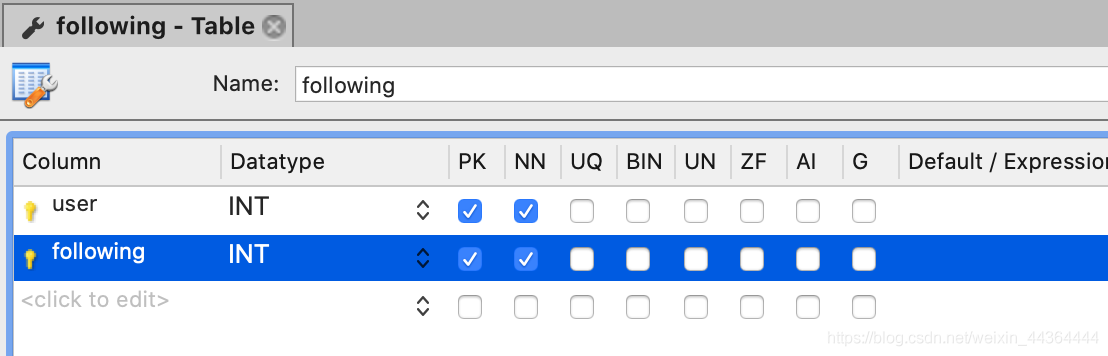 following - Table
Name: following
Column Datatype PK NN UQ BIN UN ZF AI G Default / Expression
user INT
following INT
<click to edit>
https://blog.csdn.net/weixin_44364444